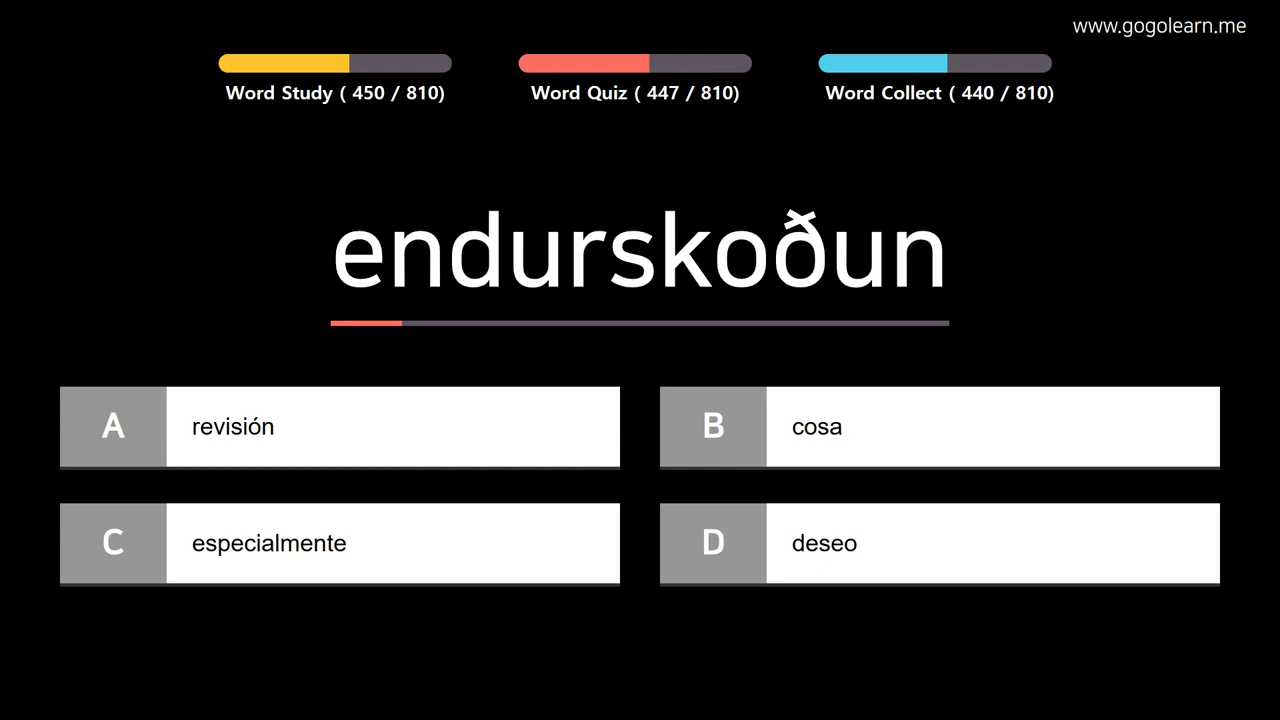 www.gogolearn.me
Word Study ( 450 / 810)
Word Quiz ( 447 / 810)
Word Collect ( 440 / 810)
endurskoðun
A revisión
B cosa
C especialmente
D deseo